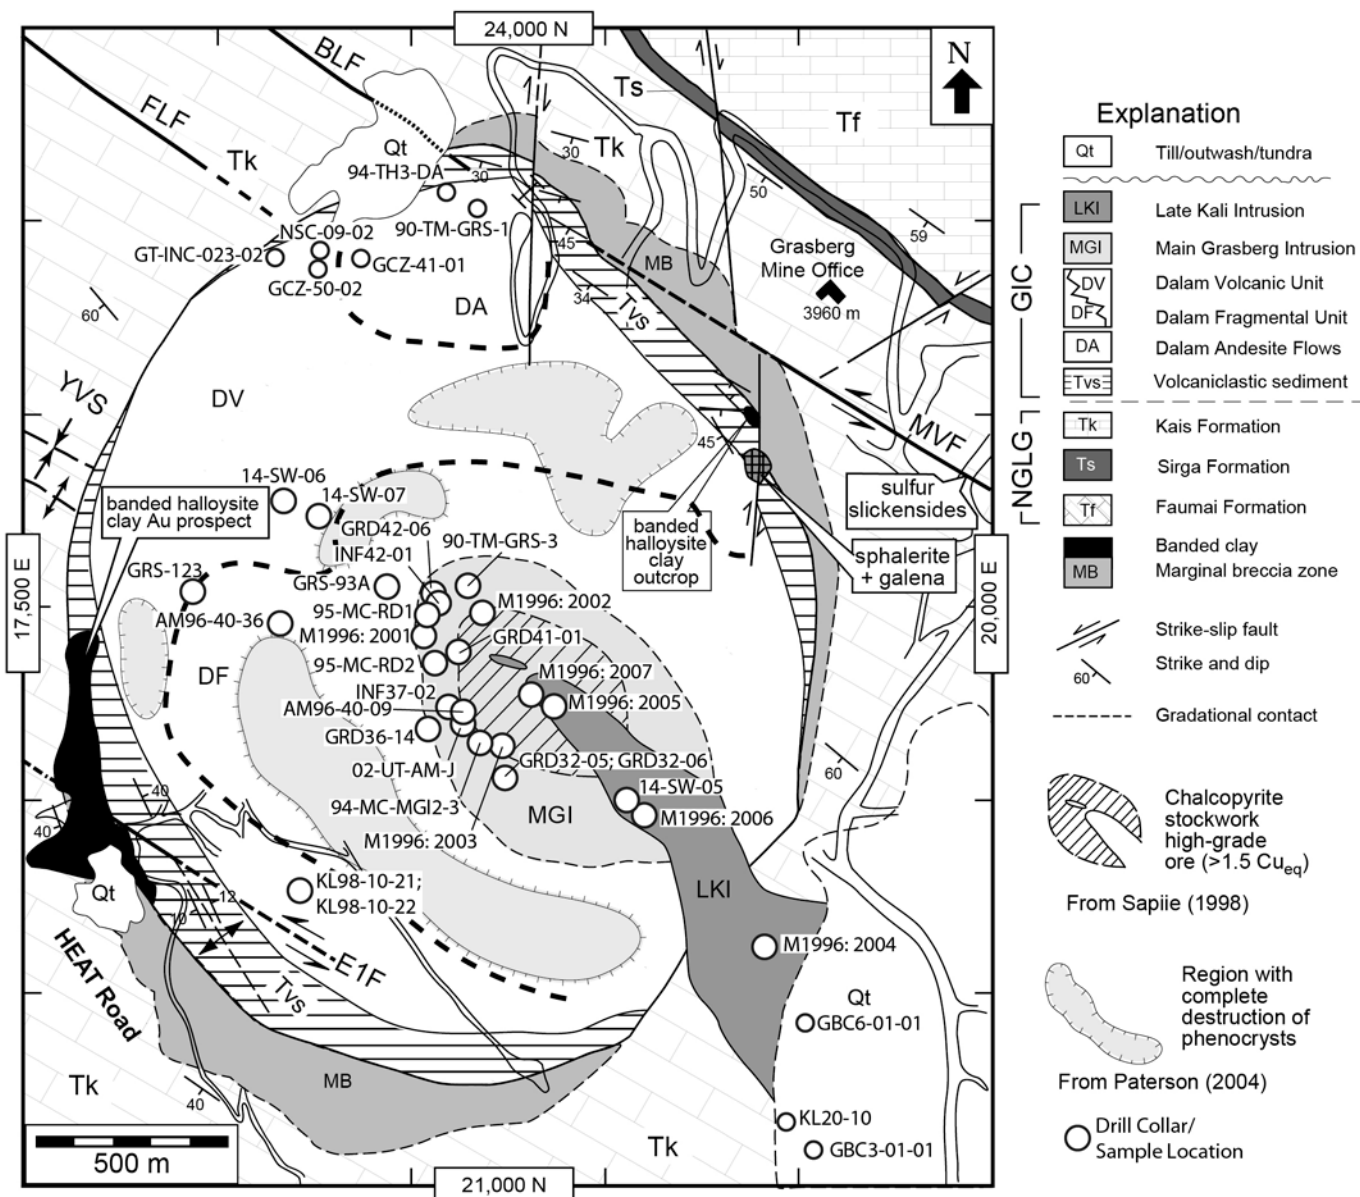 24,000 N
N
BLF
FLF
Ts
Tf
Tk
Tk
30
Qt
94-TH3-DA
30
50
59
90-TM-GRS-1
NSC-09-02
GT-INC-023-02
GCZ-41-01
GCZ-50-02
45
MB
Grasberg
Mine Office
3960 m
34
DA
Tvs
60
YVS
DV
MVF
45
14-SW-06
14-SW-07
banded halloysite
clay Au prospect
sulfur
slickensides
GRD42-06
INF42-01
90-TM-GRS-3
banded
halloysite
clay
outcrop
sphalerite
+ galena
17,500 E
20,000 E
GRS-123
GRS-93A
AM96-40-36
95-MC-RD1
M1996: 2002
M1996: 2001
GRD41-01
95-MC-RD2
M1996: 2007
DF
INF37-02
M1996: 2005
AM96-40-09
GRD36-14
GRD32-05; GRD32-06
02-UT-AM-J
60
14-SW-05
94-MC-MGI2-3
MGI
M1996: 2006
M1996: 2003
40
40
KL98-10-21;
KL98-10-22
LKI
Qt
12
10
M1996: 2004
HEAT Road
E1F
Tvs
Qt
GBC6-01-01
MB
Tk
40
KL20-10
Tk
GBC3-01-01
500 m
21,000 N
Explanation
Qt Till/outwash/tundra
LKI Late Kali Intrusion
MGI Main Grasberg Intrusion
DV Dalam Volcanic Unit
DF Dalam Fragmental Unit
DA Dalam Andesite Flows
Tvs Volcaniclastic sediment
GIC
Tk Kais Formation
Ts Sirga Formation
Tf Faumai Formation
NGLG
Banded clay
MB Marginal breccia zone
Strike-slip fault
60 Strike and dip
Gradational contact
Chalcopyrite
stockwork
high-grade
ore (>1.5 Cueq)
From Sapiie (1998)
Region with
complete
destruction of
phenocrysts
From Paterson (2004)
Drill Collar/
Sample Location